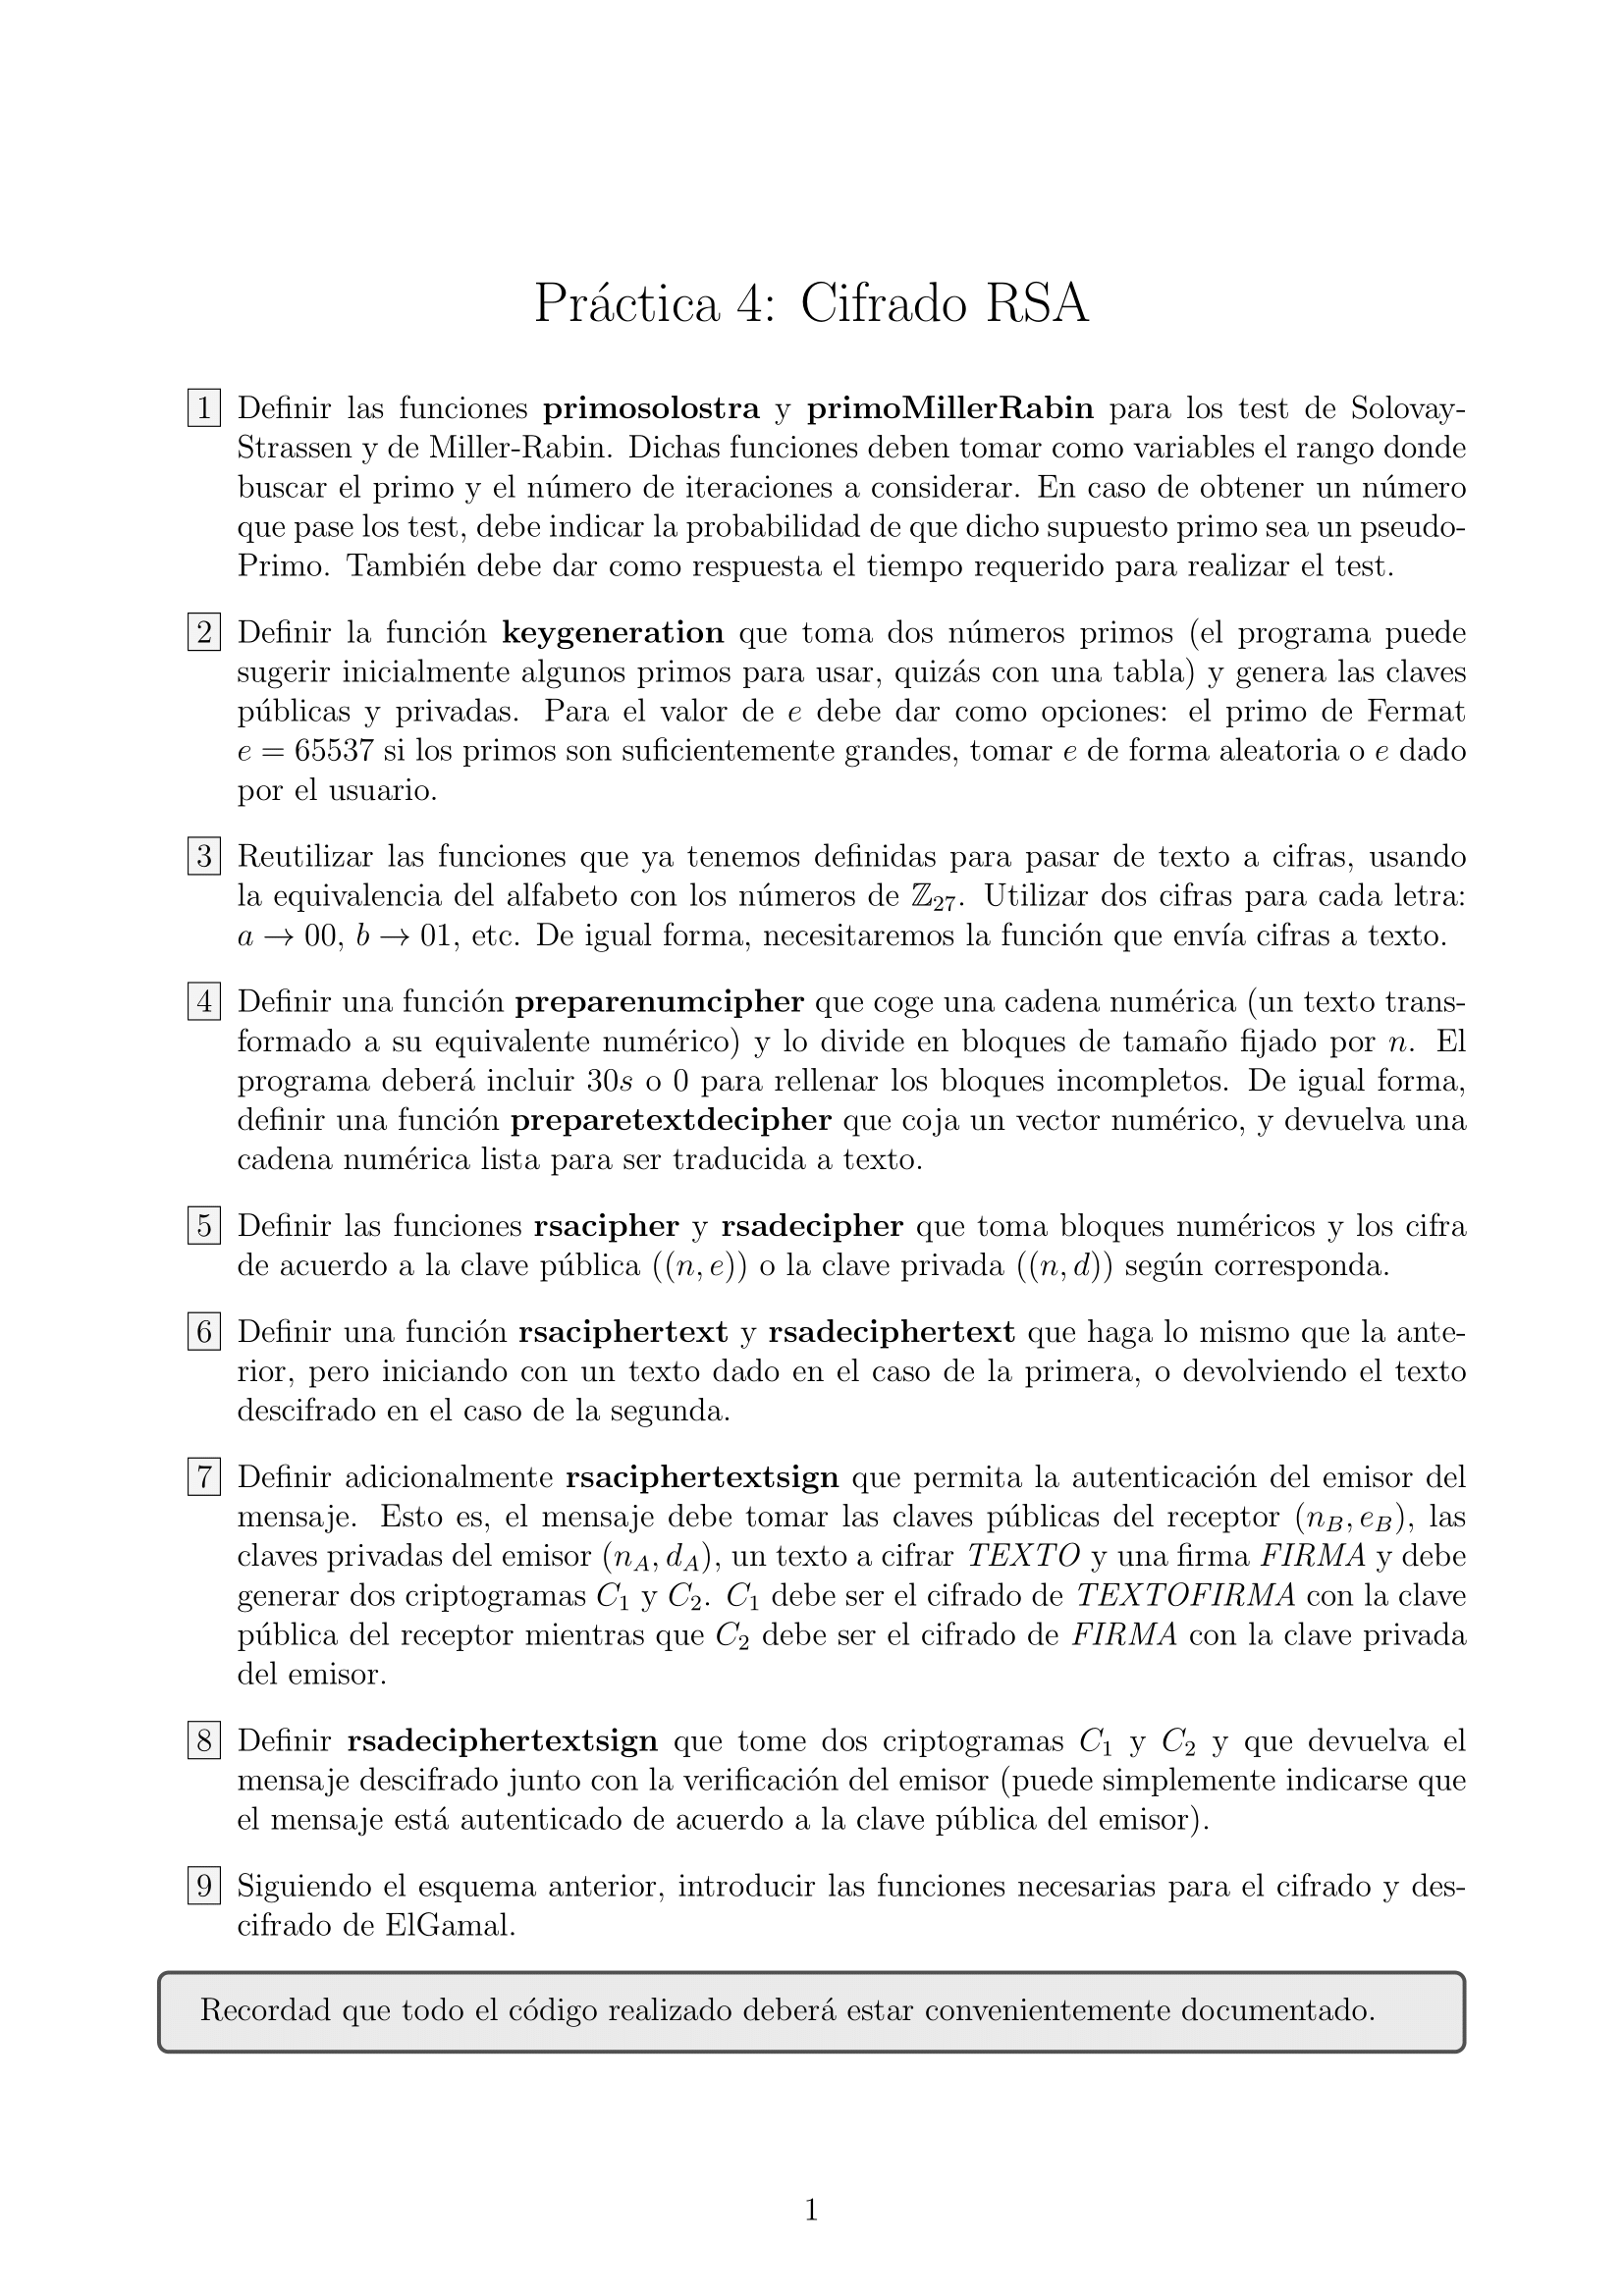 Práctica 4: Cifrado RSA
1 Definir las funciones primosolostra y primoMillerRabin para los test de Solovay-
Strassen y de Miller-Rabin. Dichas funciones deben tomar como variables el rango donde
buscar el primo y el número de iteraciones a considerar. En caso de obtener un número
que pase los test, debe indicar la probabilidad de que dicho supuesto primo sea un pseudo-
Primo. También debe dar como respuesta el tiempo requerido para realizar el test.
2 Definir la función keygeneration que toma dos números primos (el programa puede
sugerir inicialmente algunos primos para usar, quizás con una tabla) y genera las claves
públicas y privadas. Para el valor de e debe dar como opciones: el primo de Fermat
e = 65537 si los primos son suficientemente grandes, tomar e de forma aleatoria o e dado
por el usuario.
3 Reutilizar las funciones que ya tenemos definidas para pasar de texto a cifras, usando
la equivalencia del alfabeto con los números de ℤ₂₇. Utilizar dos cifras para cada letra:
a → 00, b → 01, etc. De igual forma, necesitaremos la función que envía cifras a texto.
4 Definir una función preparenumcipher que coge una cadena numérica (un texto trans-
formado a su equivalente numérico) y lo divide en bloques de tamaño fijado por n. El
programa deberá incluir 30s o 0 para rellenar los bloques incompletos. De igual forma,
definir una función preparetextdecipher que coja un vector numérico, y devuelva una
cadena numérica lista para ser traducida a texto.
5 Definir las funciones rsacipher y rsadecipher que toma bloques numéricos y los cifra
de acuerdo a la clave pública ((n, e)) o la clave privada ((n, d)) según corresponda.
6 Definir una función rsaciphertext y rsadeciphertext que haga lo mismo que la ante-
rior, pero iniciando con un texto dado en el caso de la primera, o devolviendo el texto
descifrado en el caso de la segunda.
7 Definir adicionalmente rsaciphertextsign que permita la autenticación del emisor del
mensaje. Esto es, el mensaje debe tomar las claves públicas del receptor (n_B, e_B), las
claves privadas del emisor (n_A, d_A), un texto a cifrar TEXTO y una firma FIRMA y debe
generar dos criptogramas C₁ y C₂. C₁ debe ser el cifrado de TEXTOFIRMA con la clave
pública del receptor mientras que C₂ debe ser el cifrado de FIRMA con la clave privada
del emisor.
8 Definir rsadeciphertextsign que tome dos criptogramas C₁ y C₂ y que devuelva el
mensaje descifrado junto con la verificación del emisor (puede simplemente indicarse que
el mensaje está autenticado de acuerdo a la clave pública del emisor).
9 Siguiendo el esquema anterior, introducir las funciones necesarias para el cifrado y des-
cifrado de ElGamal.
Recordad que todo el código realizado deberá estar convenientemente documentado.
1